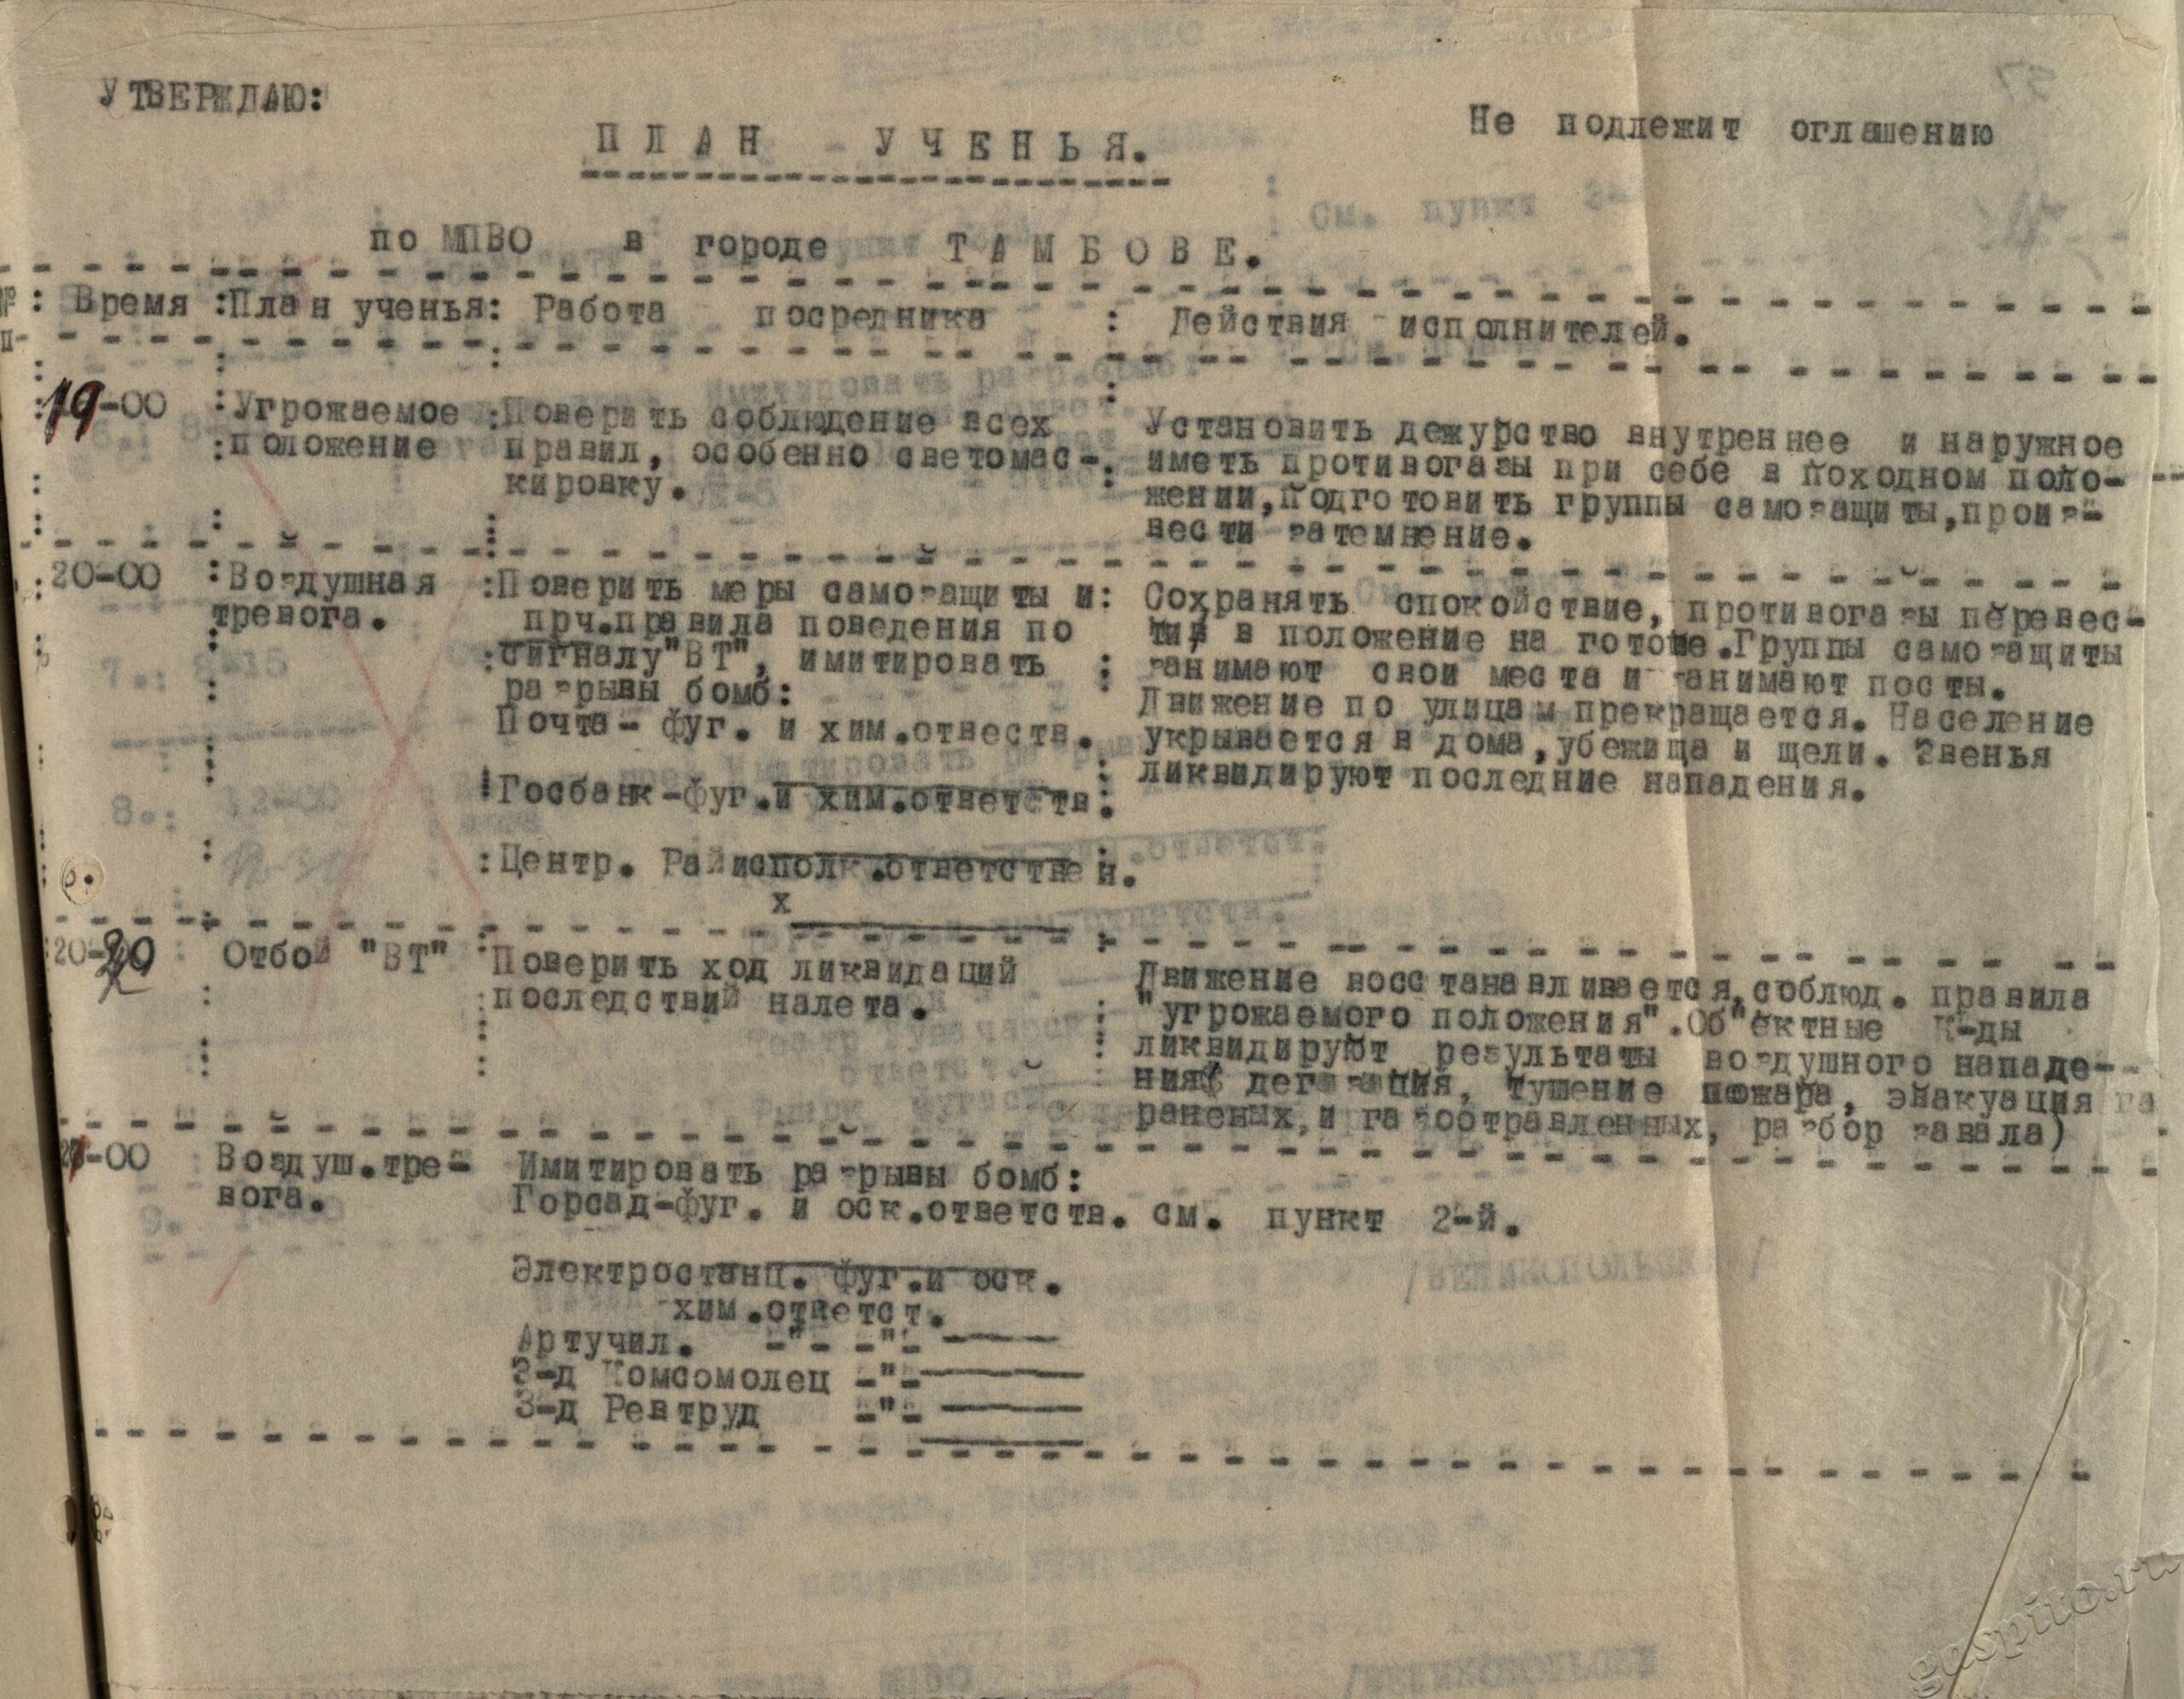 УТВЕРЖДАЮ:
Не подлежит оглашению
ПЛАН УЧЕНЬЯ.
по МПВО в городе ТАМБОВЕ.
Время :План ученья: Работа посредника : Действия исполнителей.
19-00
:Угрожаемое
:положение
:Поверить соблюдение всех
правил, особенно светомас-
кировку.
Установить дежурство внутреннее и наружное
иметь противогазы при себе в походном поло-
жении,подготовить группы самозащиты,произ-
вести затемнение.
20-00
:Воздушная
тревога.
:Поверить меры самозащиты и:
прч.правила поведения по
:сигналу"ВТ", имитировать :
разрывы бомб:
Почта- фуг. и хим.отвеств.
:Госбанк-фуг.и хим.ответств.
:Центр. Райисполк.ответствен.
х
Сохранять спокойствие, противогазы перевес-
ти в положение на готове.Группы самозащиты
занимают свои места и занимают посты.
Движение по улицам прекращается. Население
укрывается в дома,убежища и щели. Звенья
ликвидируют последние нападения.
20-20
Отбой "ВТ"
Поверить ход ликвидаций
:последствий налета.
Движение восстанавливается,соблюд. правила
"угрожаемого положения".Об"ектные К-ды
ликвидируют результаты воздушного нападе-
ния( дегазация, тушение пожара, эвакуация
раненых,и газоотравленных, разбор завала)
21-00
Воздуш.тре-
вога.
Имитировать разрывы бомб:
Горсад-фуг. и оск.ответств. см. пункт 2-й.
Электростанц. фуг.и оск.
хим.ответст.
Артучил. -"- -"-
З-д Комсомолец -"-
З-д Ревтруд -"-
gaspito.ru